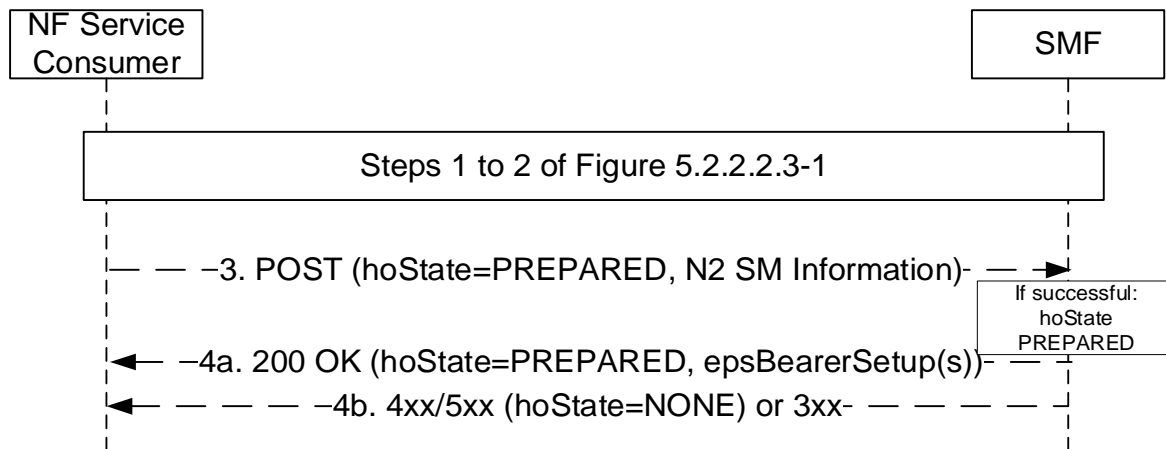 NF Service
Consumer
SMF
Steps 1 to 2 of Figure 5.2.2.2.3-1
3. POST (hoState=PREPARED, N2 SM Information)
If successful:
hoState
PREPARED
4a. 200 OK (hoState=PREPARED, epsBearerSetup(s))
4b. 4xx/5xx (hoState=NONE) or 3xx